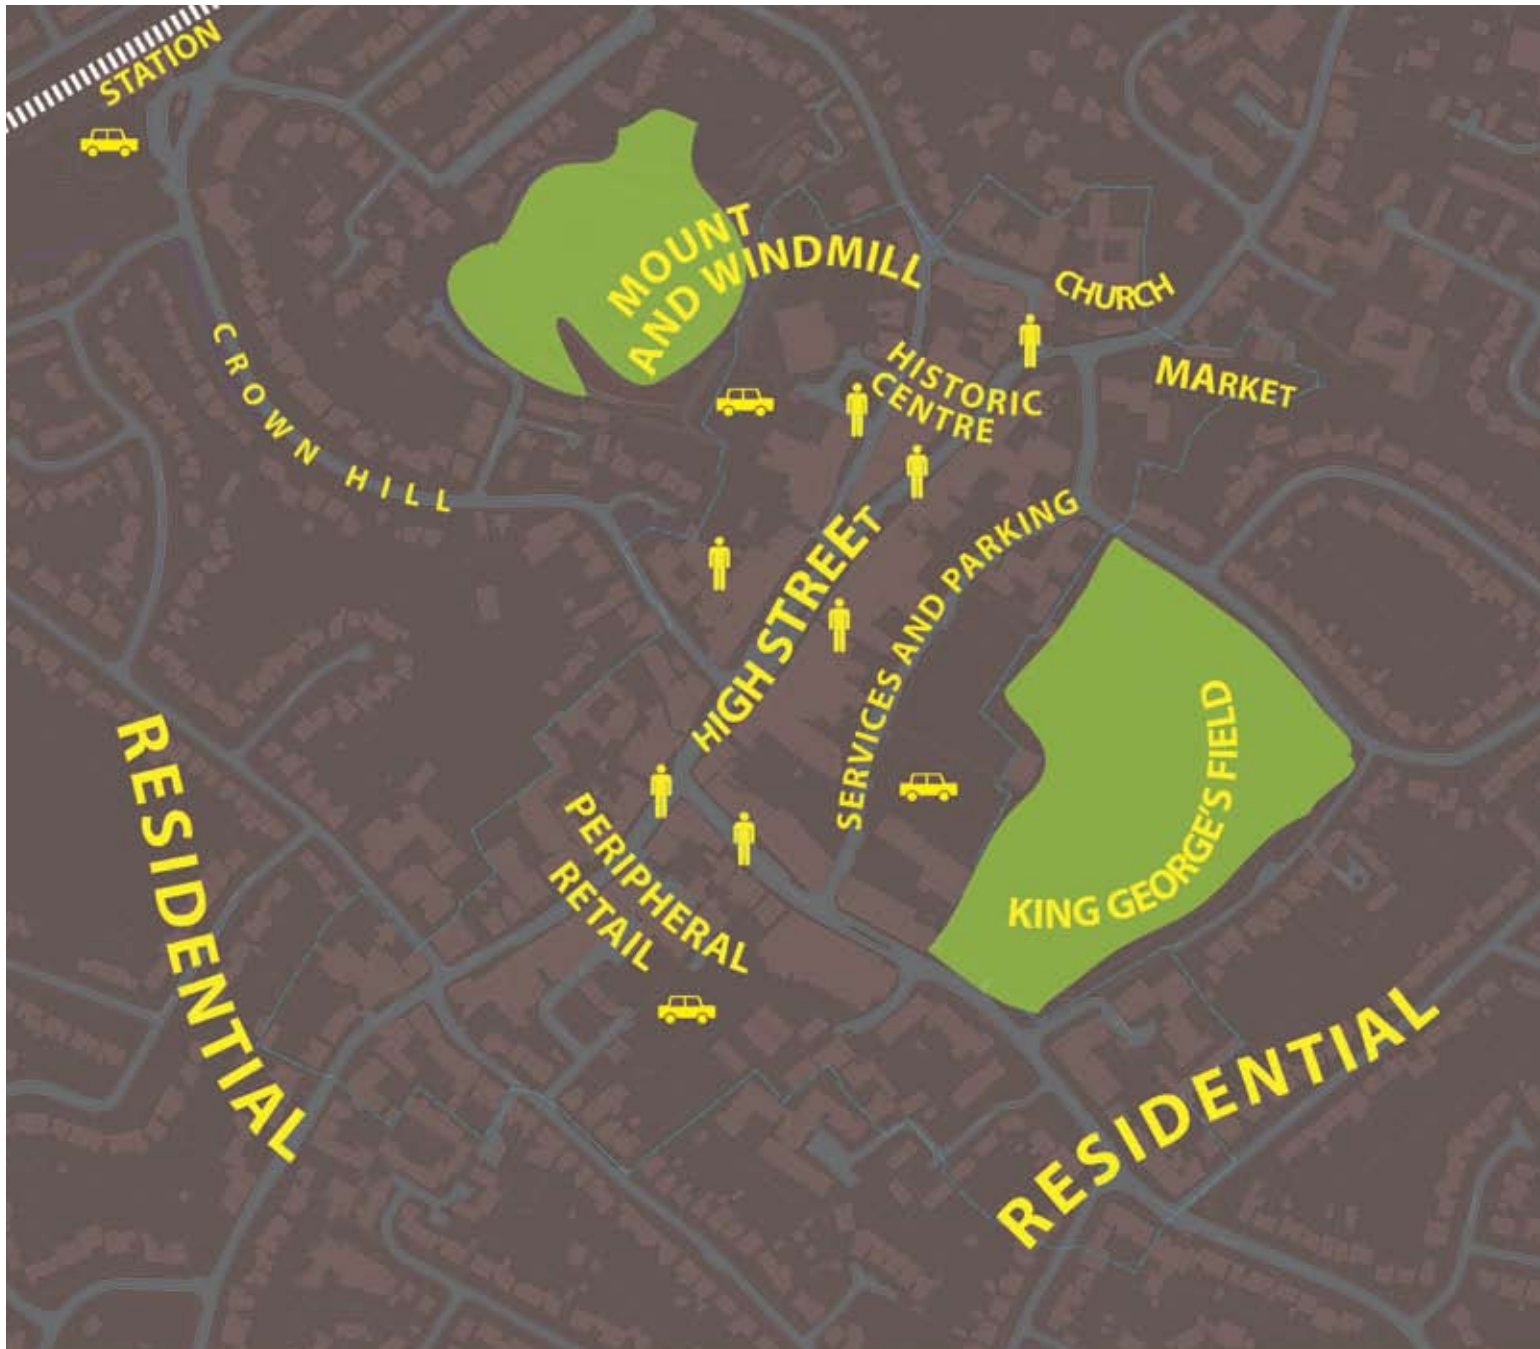 STATION
MOUNT
AND WINDMILL
CHURCH
CROWN HILL
HISTORIC
CENTRE
MARKET
HIGH STREET
SERVICES AND PARKING
KING GEORGE'S FIELD
PERIPHERAL
RETAIL
RESIDENTIAL
RESIDENTIAL